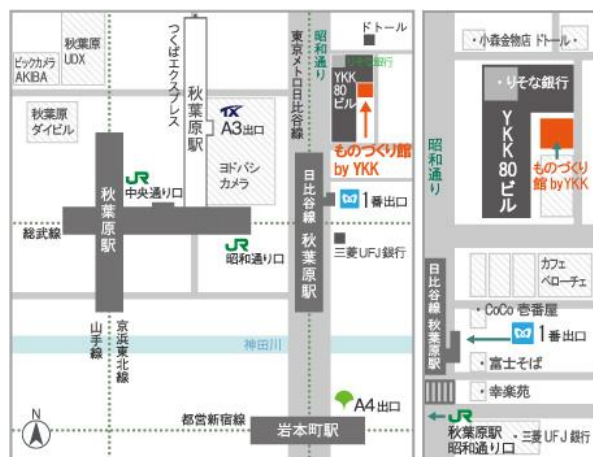 ドトール
秋葉原
UDX
ビックカメラ
AKIBA
つくばエクスプレス
秋葉原駅
東京メトロ日比谷線
昭和通り
りそな銀行
YKK
80
ビル
秋葉原
ダイビル
TX
A3出口
ものづくり館
by YKK
ヨドバシ
カメラ
JR
中央通り口
秋葉原駅
日比谷線 秋葉原駅
1番出口
総武線
JR
昭和通り口
三菱UFJ銀行
山手線
京浜東北線
神田川
A4出口
都営新宿線
岩本町駅
N
・小森金物店 ドトール・
・りそな銀行
昭和通り
YKK80ビル
ものづくり
館 by YKK
カフェ
ベローチェ
日比谷線 秋葉原駅
・CoCo壱番屋
1番出口
・富士そば
・幸楽苑
JR
秋葉原駅
昭和通り口
・三菱UFJ銀行